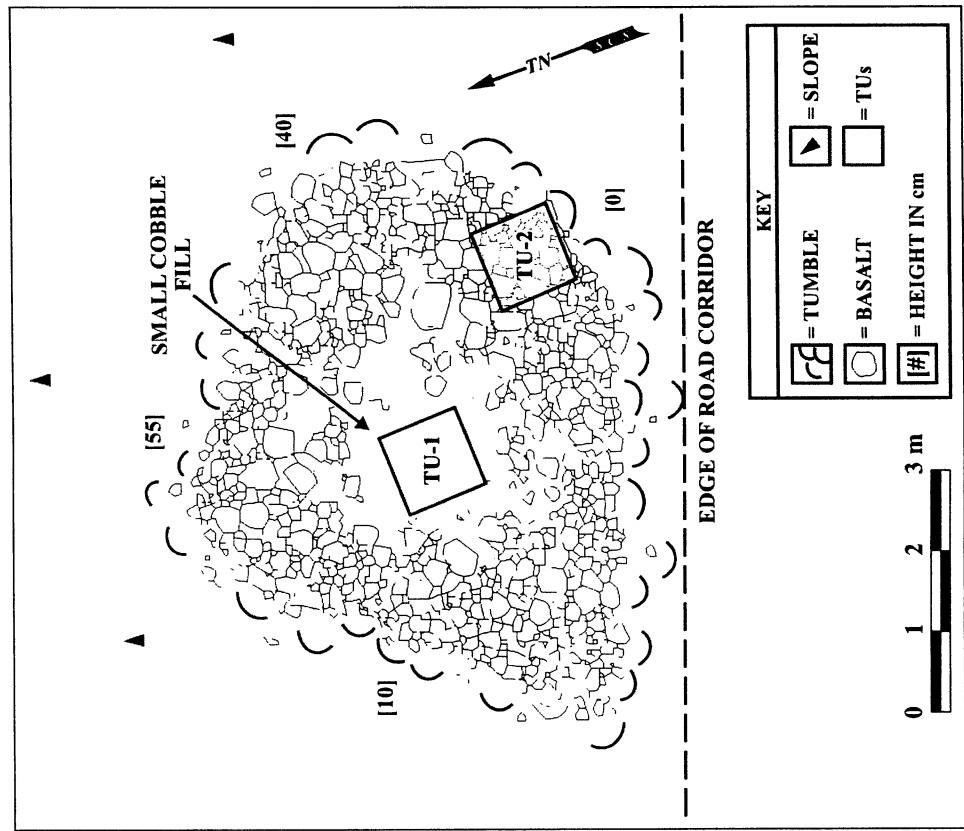 SMALL COBBLE
FILL
[40]
TN
SCS
[55]
TU-1
TU-2
[0]
[10]
EDGE OF ROAD CORRIDOR
0 1 2 3 m
KEY
= TUMBLE
= SLOPE
= BASALT
= TUs
[#] = HEIGHT IN cm